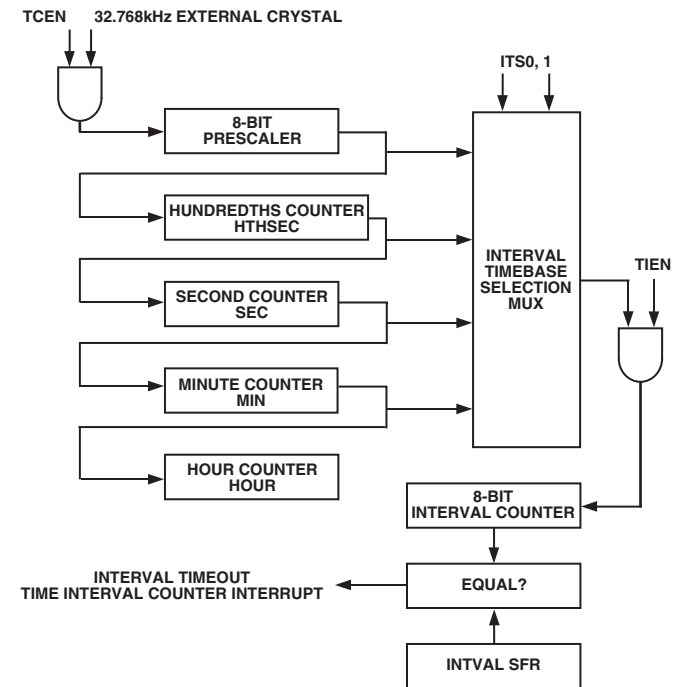 TCEN 32.768kHz EXTERNAL CRYSTAL
ITS0, 1
8-BIT
PRESCALER
HUNDREDTHS COUNTER
HTHSEC
SECOND COUNTER
SEC
MINUTE COUNTER
MIN
HOUR COUNTER
HOUR
INTERVAL
TIMEBASE
SELECTION
MUX
TIEN
8-BIT
INTERVAL COUNTER
INTERVAL TIMEOUT
TIME INTERVAL COUNTER INTERRUPT
EQUAL?
INTVAL SFR